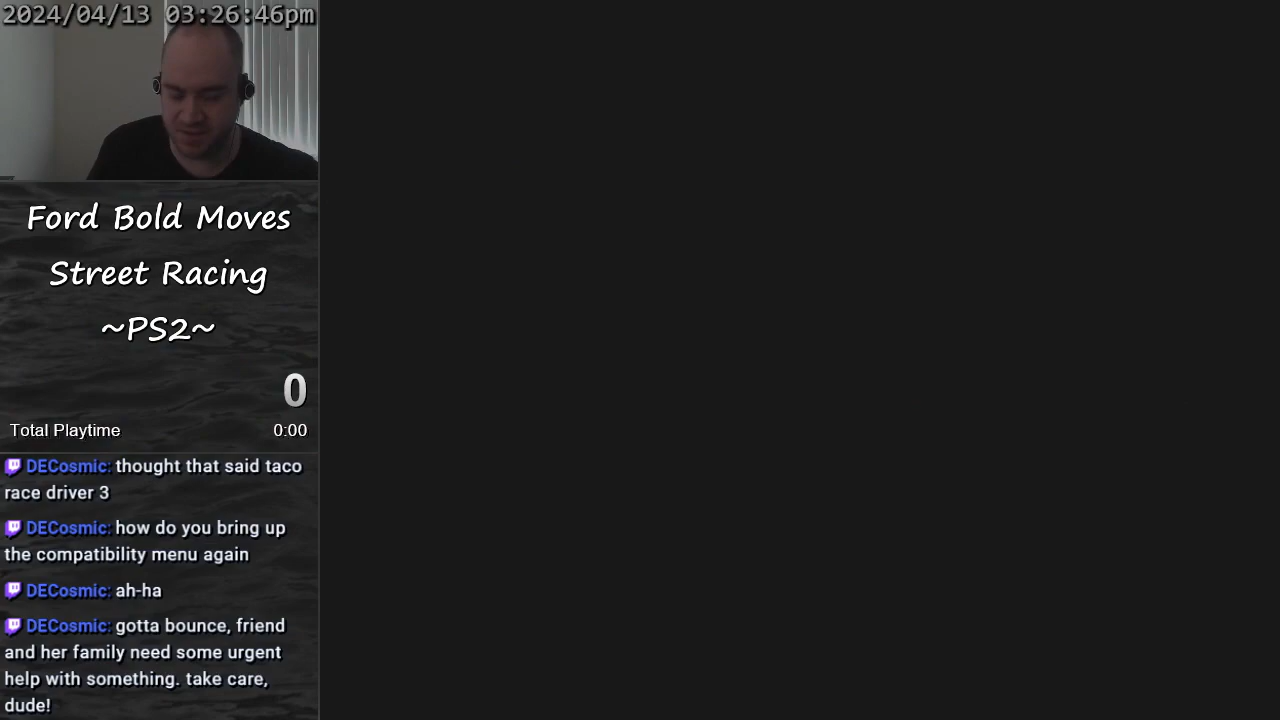 2024/04/13 03:26:46pm
Ford Bold Moves
Street Racing
~PS2~
0
Total Playtime 0:00
DECosmic: thought that said taco
race driver 3
DECosmic: how do you bring up
the compatibility menu again
DECosmic: ah-ha
DECosmic: gotta bounce, friend
and her family need some urgent
help with something. take care,
dude!